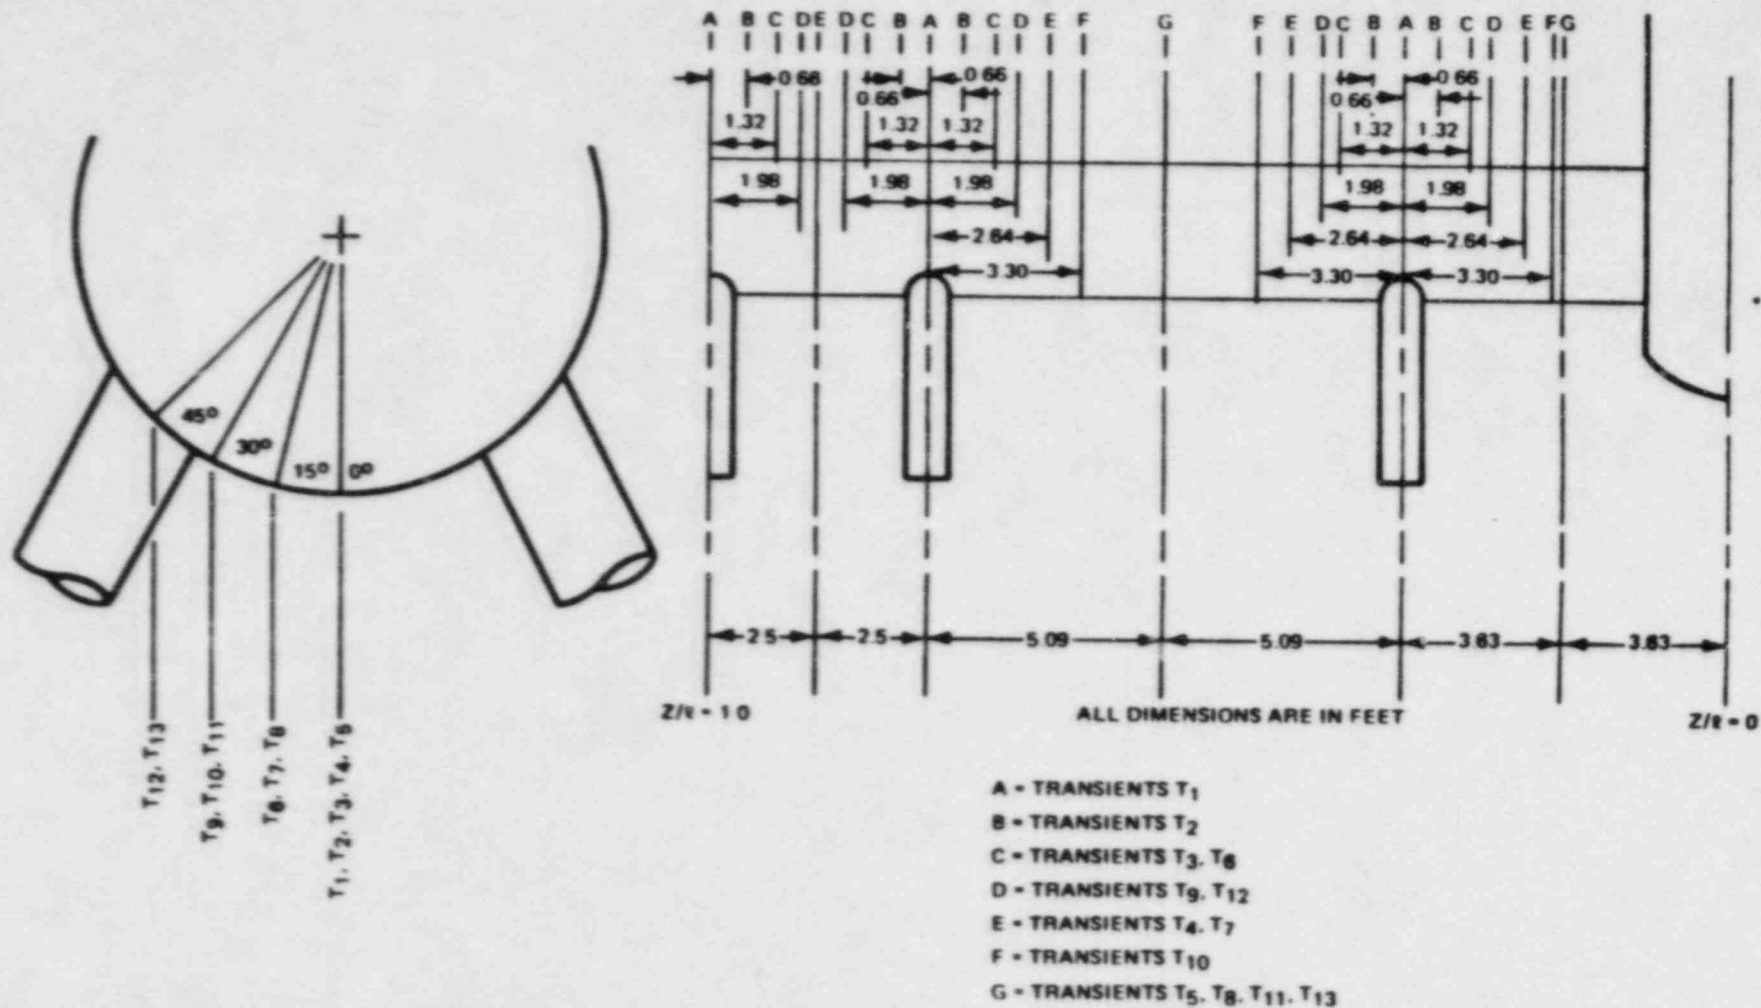 A B C D E D C B A B C D E F G F E D C B A B C D E F G
0.66 0.66 0.66
0.66 0.66
1.32 1.32 1.32 1.32 1.32
1.98 1.98 1.98 1.98 1.98
2.64 2.64 2.64
3.30 3.30 3.30
45° 30° 15° 0°
2.5 2.5 5.09 5.09 3.63 3.63
Z/ℓ = 1.0
ALL DIMENSIONS ARE IN FEET
Z/ℓ = 0
T12, T13
T9, T10, T11
T6, T7, T8
T1, T2, T3, T4, T5
A - TRANSIENTS T1
B - TRANSIENTS T2
C - TRANSIENTS T3, T6
D - TRANSIENTS T9, T12
E - TRANSIENTS T4, T7
F - TRANSIENTS T10
G - TRANSIENTS T5, T8, T11, T13